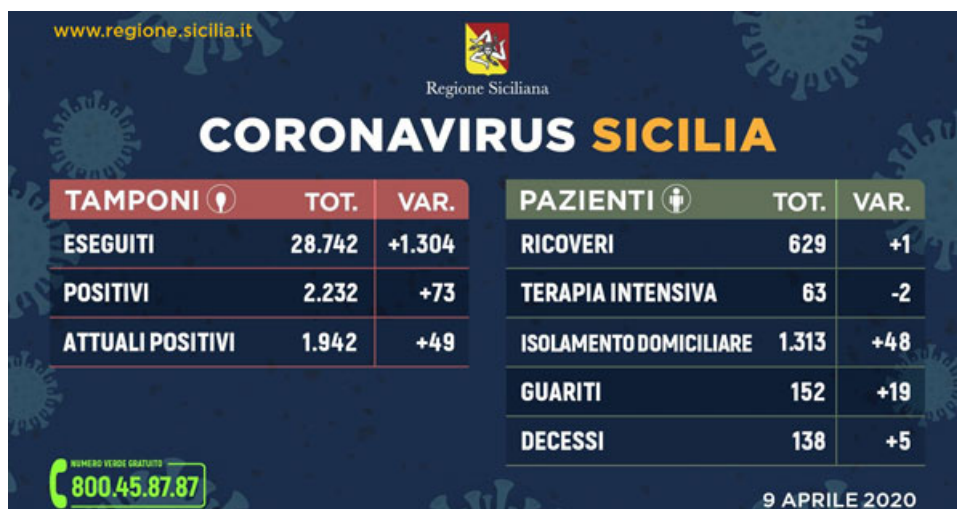 www.regione.sicilia.it
Regione Siciliana
CORONAVIRUS SICILIA
TAMPONI TOT. VAR.
ESEGUITI 28.742 +1.304
POSITIVI 2.232 +73
ATTUALI POSITIVI 1.942 +49
PAZIENTI TOT. VAR.
RICOVERI 629 +1
TERAPIA INTENSIVA 63 -2
ISOLAMENTO DOMICILIARE 1.313 +48
GUARITI 152 +19
DECESSI 138 +5
NUMERO VERDE GRATUITO
800.45.87.87
9 APRILE 2020